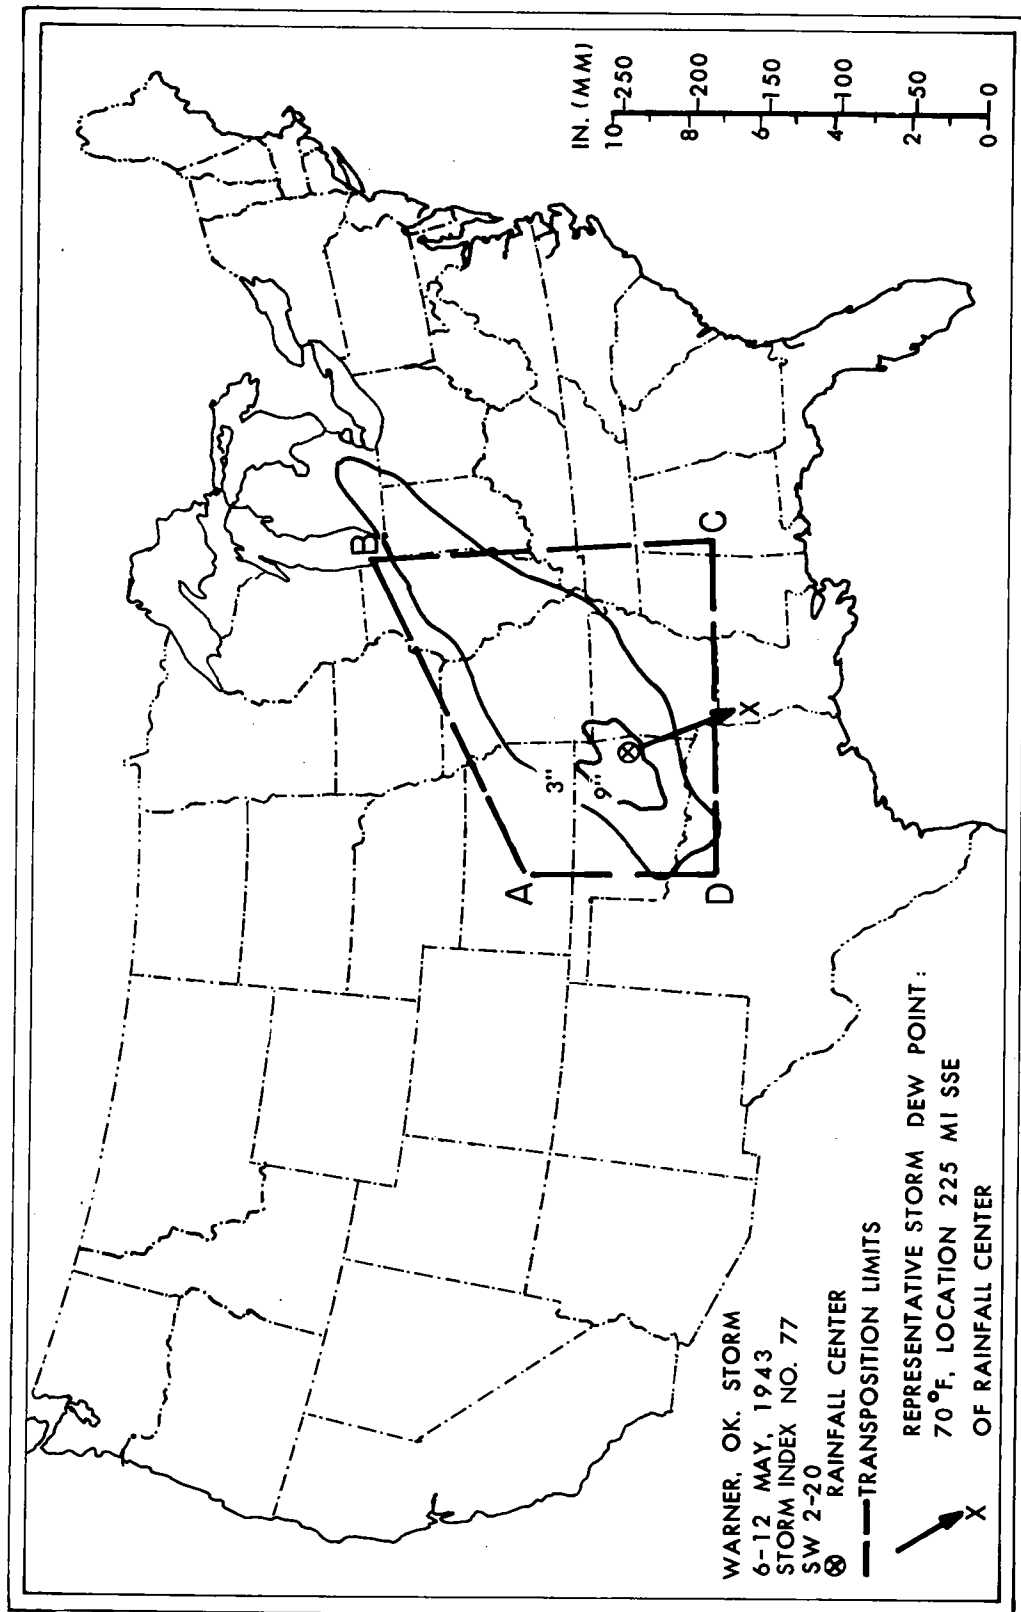 IN. (MM)
10 250
8 200
6 150
4 100
2 50
0 0
B
3"
9"
A
C
X
D
WARNER, OK. STORM
6-12 MAY, 1943
STORM INDEX NO. 77
SW 2-20
⊗ RAINFALL CENTER
TRANSPOSITION LIMITS
X
REPRESENTATIVE STORM DEW POINT:
70°F, LOCATION 225 MI SSE
OF RAINFALL CENTER